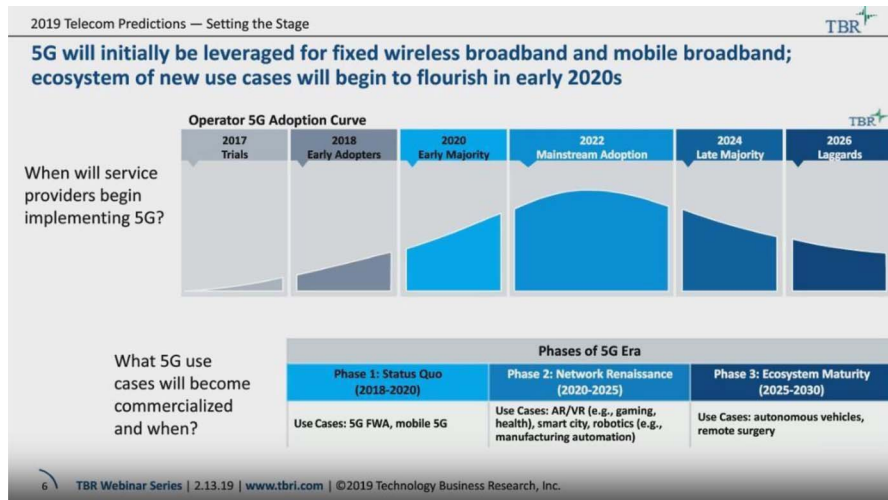 2019 Telecom Predictions — Setting the Stage
TBR
5G will initially be leveraged for fixed wireless broadband and mobile broadband;
ecosystem of new use cases will begin to flourish in early 2020s
Operator 5G Adoption Curve
TBR
2017
Trials
2018
Early Adopters
2020
Early Majority
2022
Mainstream Adoption
2024
Late Majority
2026
Laggards
When will service
providers begin
implementing 5G?
What 5G use
cases will become
commercialized
and when?
Phases of 5G Era
Phase 1: Status Quo
(2018-2020)
Phase 2: Network Renaissance
(2020-2025)
Phase 3: Ecosystem Maturity
(2025-2030)
Use Cases: 5G FWA, mobile 5G
Use Cases: AR/VR (e.g., gaming,
health), smart city, robotics (e.g.,
manufacturing automation)
Use Cases: autonomous vehicles,
remote surgery
6 TBR Webinar Series | 2.13.19 | www.tbri.com | ©2019 Technology Business Research, Inc.